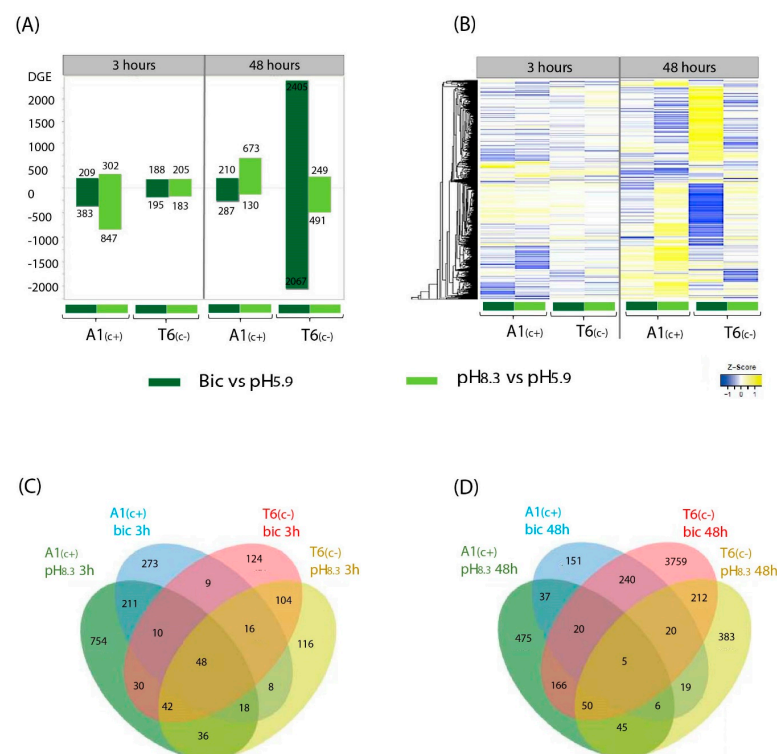 (A)
DGE
3 hours
48 hours
2000
1500
1000
500
0
-500
-1000
-1500
-2000
209
383
302
847
188
195
205
183
210
287
673
130
2405
2067
249
491
A1(c+)
T6(c-)
A1(c+)
T6(c-)
(B)
3 hours
48 hours
A1(c+)
T6(c-)
A1(c+)
T6(c-)
Bic vs pH5.9
pH8.3 vs pH5.9
Z-Score
-1 0 1
(C)
A1(c+)
bic 3h
T6(c-)
bic 3h
A1(c+)
pH8.3 3h
T6(c-)
pH8.3 3h
273
124
9
211
104
10
16
754
116
48
30
8
42
18
36
(D)
A1(c+)
bic 48h
T6(c-)
bic 48h
A1(c+)
pH8.3 48h
T6(c-)
pH8.3 48h
151
3759
240
37
212
20
20
475
383
5
166
19
50
6
45